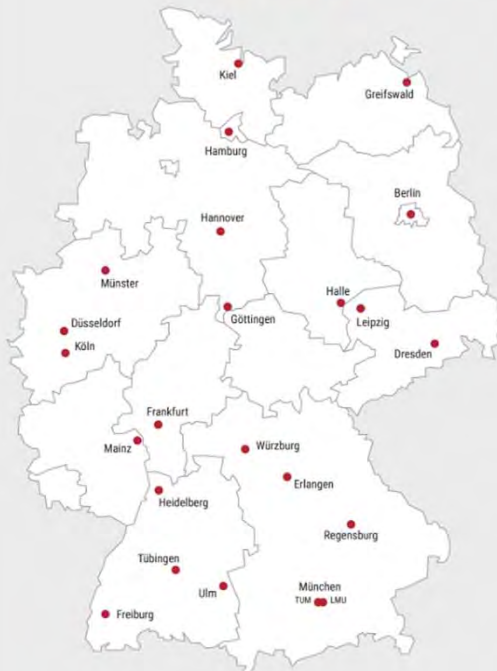 Kiel
Greifswald
Hamburg
Berlin
Hannover
Münster
Halle
Göttingen
Leipzig
Düsseldorf
Köln
Dresden
Frankfurt
Mainz
Würzburg
Erlangen
Heidelberg
Regensburg
Tübingen
Ulm
München
TUM LMU
Freiburg